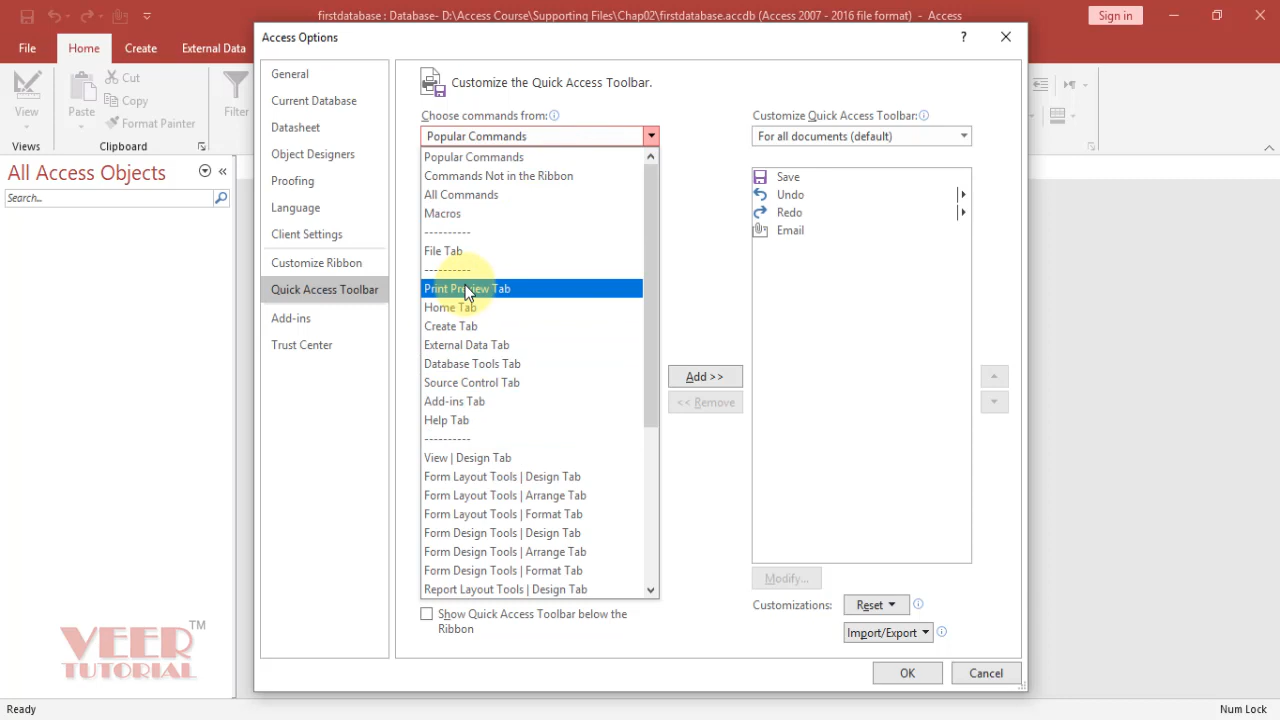 firstdatabase : Database- D:\Access Course\Supporting Files\Chap02\firstdatabase.accdb (Access 2007 - 2016 file format) - Access
Sign in
File
Home
Create
External Data
View
Views
Paste
Cut
Copy
Format Painter
Clipboard
Filter
All Access Objects
Search...
Access Options
?
General
Current Database
Datasheet
Object Designers
Proofing
Language
Client Settings
Customize Ribbon
Quick Access Toolbar
Add-ins
Trust Center
Customize the Quick Access Toolbar.
Choose commands from:
Popular Commands
Popular Commands
Commands Not in the Ribbon
All Commands
Macros
----------
File Tab
----------
Print Preview Tab
Home Tab
Create Tab
External Data Tab
Database Tools Tab
Source Control Tab
Add-ins Tab
Help Tab
----------
View | Design Tab
Form Layout Tools | Design Tab
Form Layout Tools | Arrange Tab
Form Layout Tools | Format Tab
Form Design Tools | Design Tab
Form Design Tools | Arrange Tab
Form Design Tools | Format Tab
Report Layout Tools | Design Tab
Show Quick Access Toolbar below the
Ribbon
Add >>
<< Remove
Customize Quick Access Toolbar:
For all documents (default)
Save
Undo
Redo
Email
Modify...
Customizations:
Reset
Import/Export
OK
Cancel
VEER TM
TUTORIAL
Ready
Num Lock